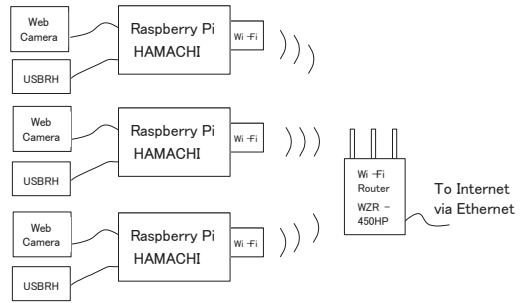 Web
Camera
USBRH
Raspberry Pi
HAMACHI
Wi -Fi
Web
Camera
USBRH
Raspberry Pi
HAMACHI
Wi -Fi
Web
Camera
USBRH
Raspberry Pi
HAMACHI
Wi -Fi
Wi -Fi
Router
WZR -
450HP
To Internet
via Ethernet